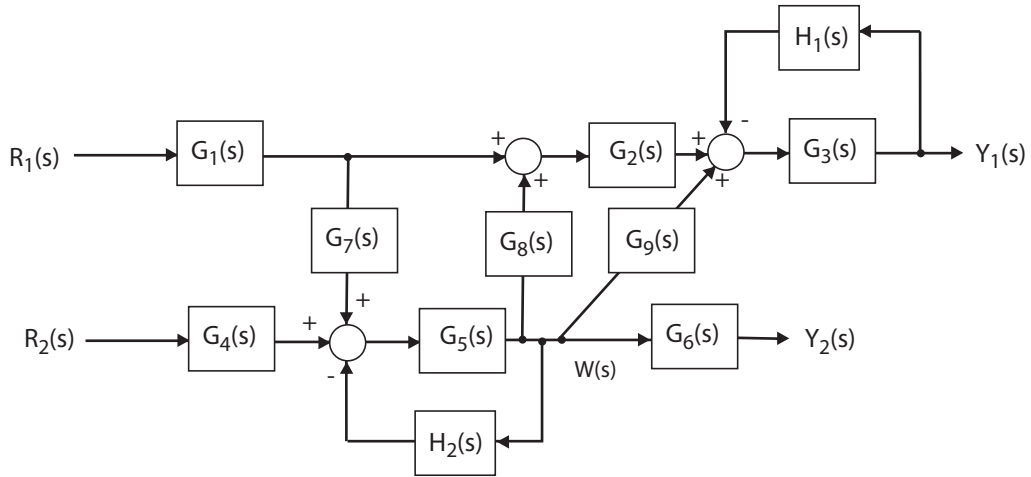 H₁(s)
-
R₁(s)
G₁(s)
+
+
G₂(s)
+
+
G₃(s)
Y₁(s)
G₇(s)
G₈(s)
G₉(s)
+
R₂(s)
G₄(s)
+
-
G₅(s)
W(s)
G₆(s)
Y₂(s)
H₂(s)